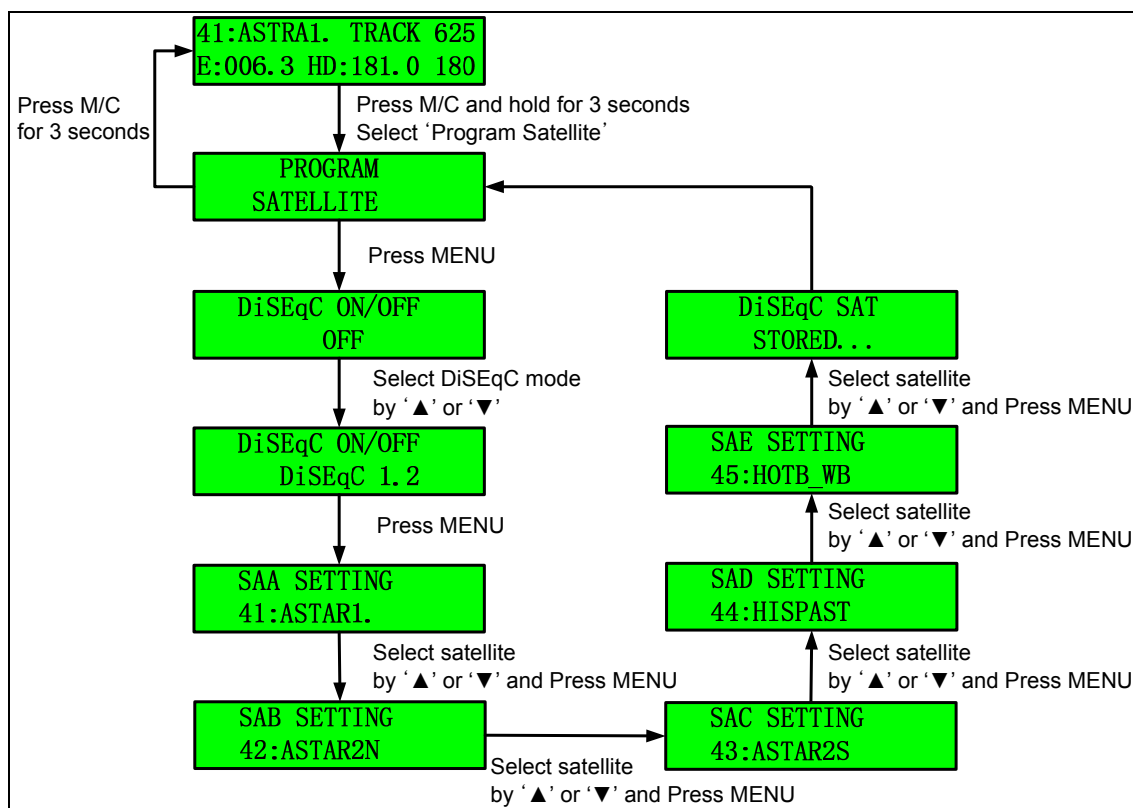 41:ASTRA1. TRACK 625
E:006.3 HD:181.0 180
Press M/C
for 3 seconds
Press M/C and hold for 3 seconds
Select ‘Program Satellite’
PROGRAM
SATELLITE
Press MENU
DiSEqC ON/OFF
OFF
Select DiSEqC mode
by ‘▲’ or ‘▼’
DiSEqC ON/OFF
DiSEqC 1.2
Press MENU
SAA SETTING
41:ASTAR1.
Select satellite
by ‘▲’ or ‘▼’ and Press MENU
SAB SETTING
42:ASTAR2N
Select satellite
by ‘▲’ or ‘▼’ and Press MENU
SAC SETTING
43:ASTAR2S
Select satellite
by ‘▲’ or ‘▼’ and Press MENU
SAD SETTING
44:HISPAST
Select satellite
by ‘▲’ or ‘▼’ and Press MENU
SAE SETTING
45:HOTB_WB
Select satellite
by ‘▲’ or ‘▼’ and Press MENU
DiSEqC SAT
STORED...